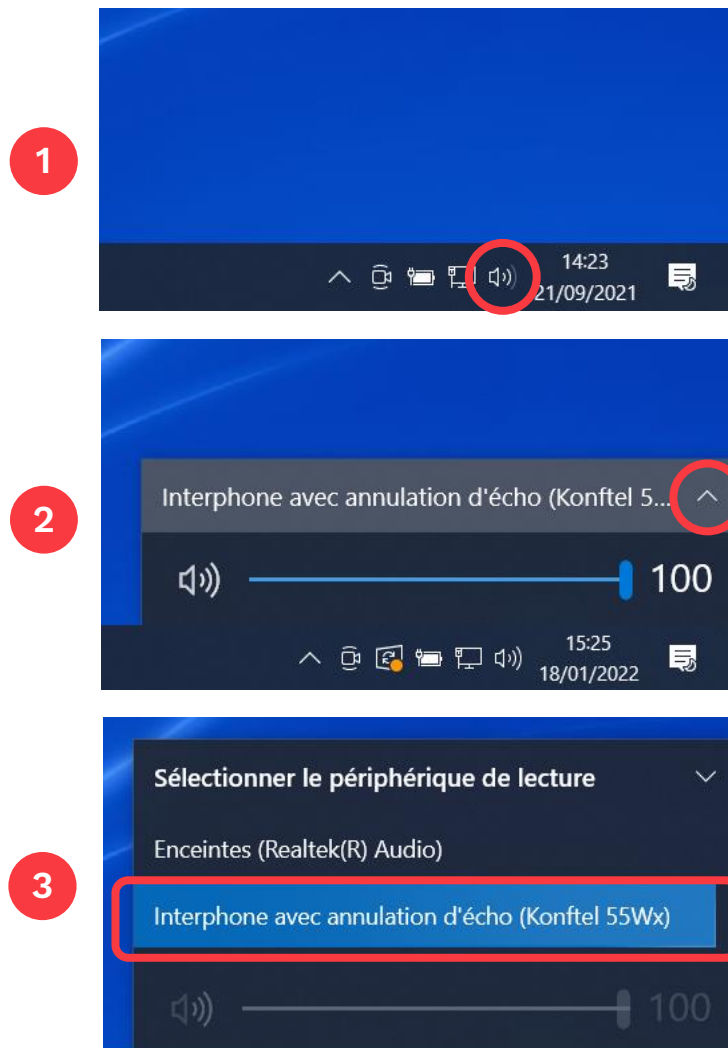 1
14:23
21/09/2021
2
Interphone avec annulation d'écho (Konftel 5...
100
15:25
18/01/2022
3
Sélectionner le périphérique de lecture
Enceintes (Realtek(R) Audio)
Interphone avec annulation d'écho (Konftel 55Wx)
100